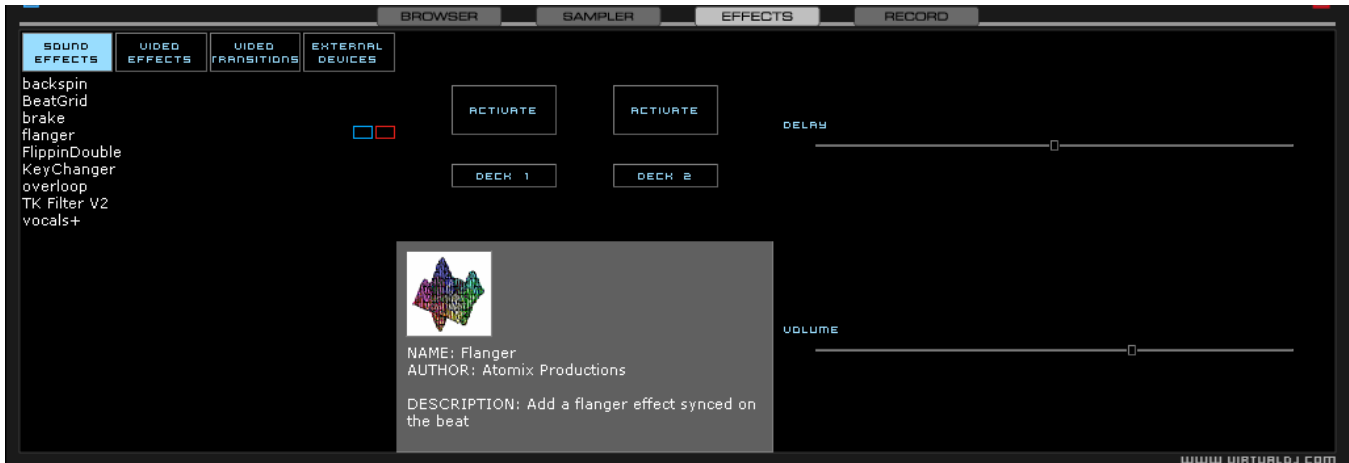 BROWSER
SAMPLER
EFFECTS
RECORD
SOUND
EFFECTS
VIDEO
EFFECTS
VIDEO
TRANSITIONS
EXTERNAL
DEVICES
backspin
BeatGrid
brake
flanger
FlippinDouble
KeyChanger
overloop
TK Filter V2
vocals+
ACTIVATE
ACTIVATE
DECK 1
DECK 2
DELAY
VOLUME
NAME: Flanger
AUTHOR: Atomix Productions
DESCRIPTION: Add a flanger effect synced on
the beat
WWW.VIRTUALDJ.COM